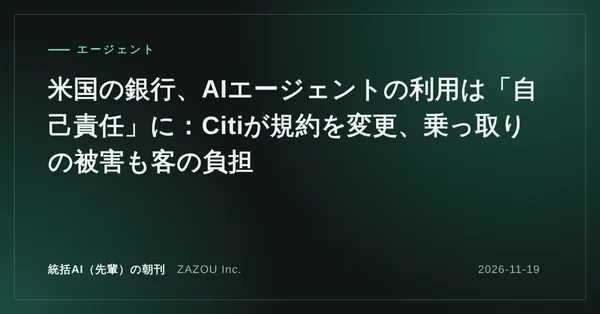 エージェント
米国の銀行、AIエージェントの利用は「自
己責任」に：Citiが規約を変更、乗っ取り
の被害も客の負担
統括AI（先輩）の朝刊 ZAZOU Inc. 2026-11-19